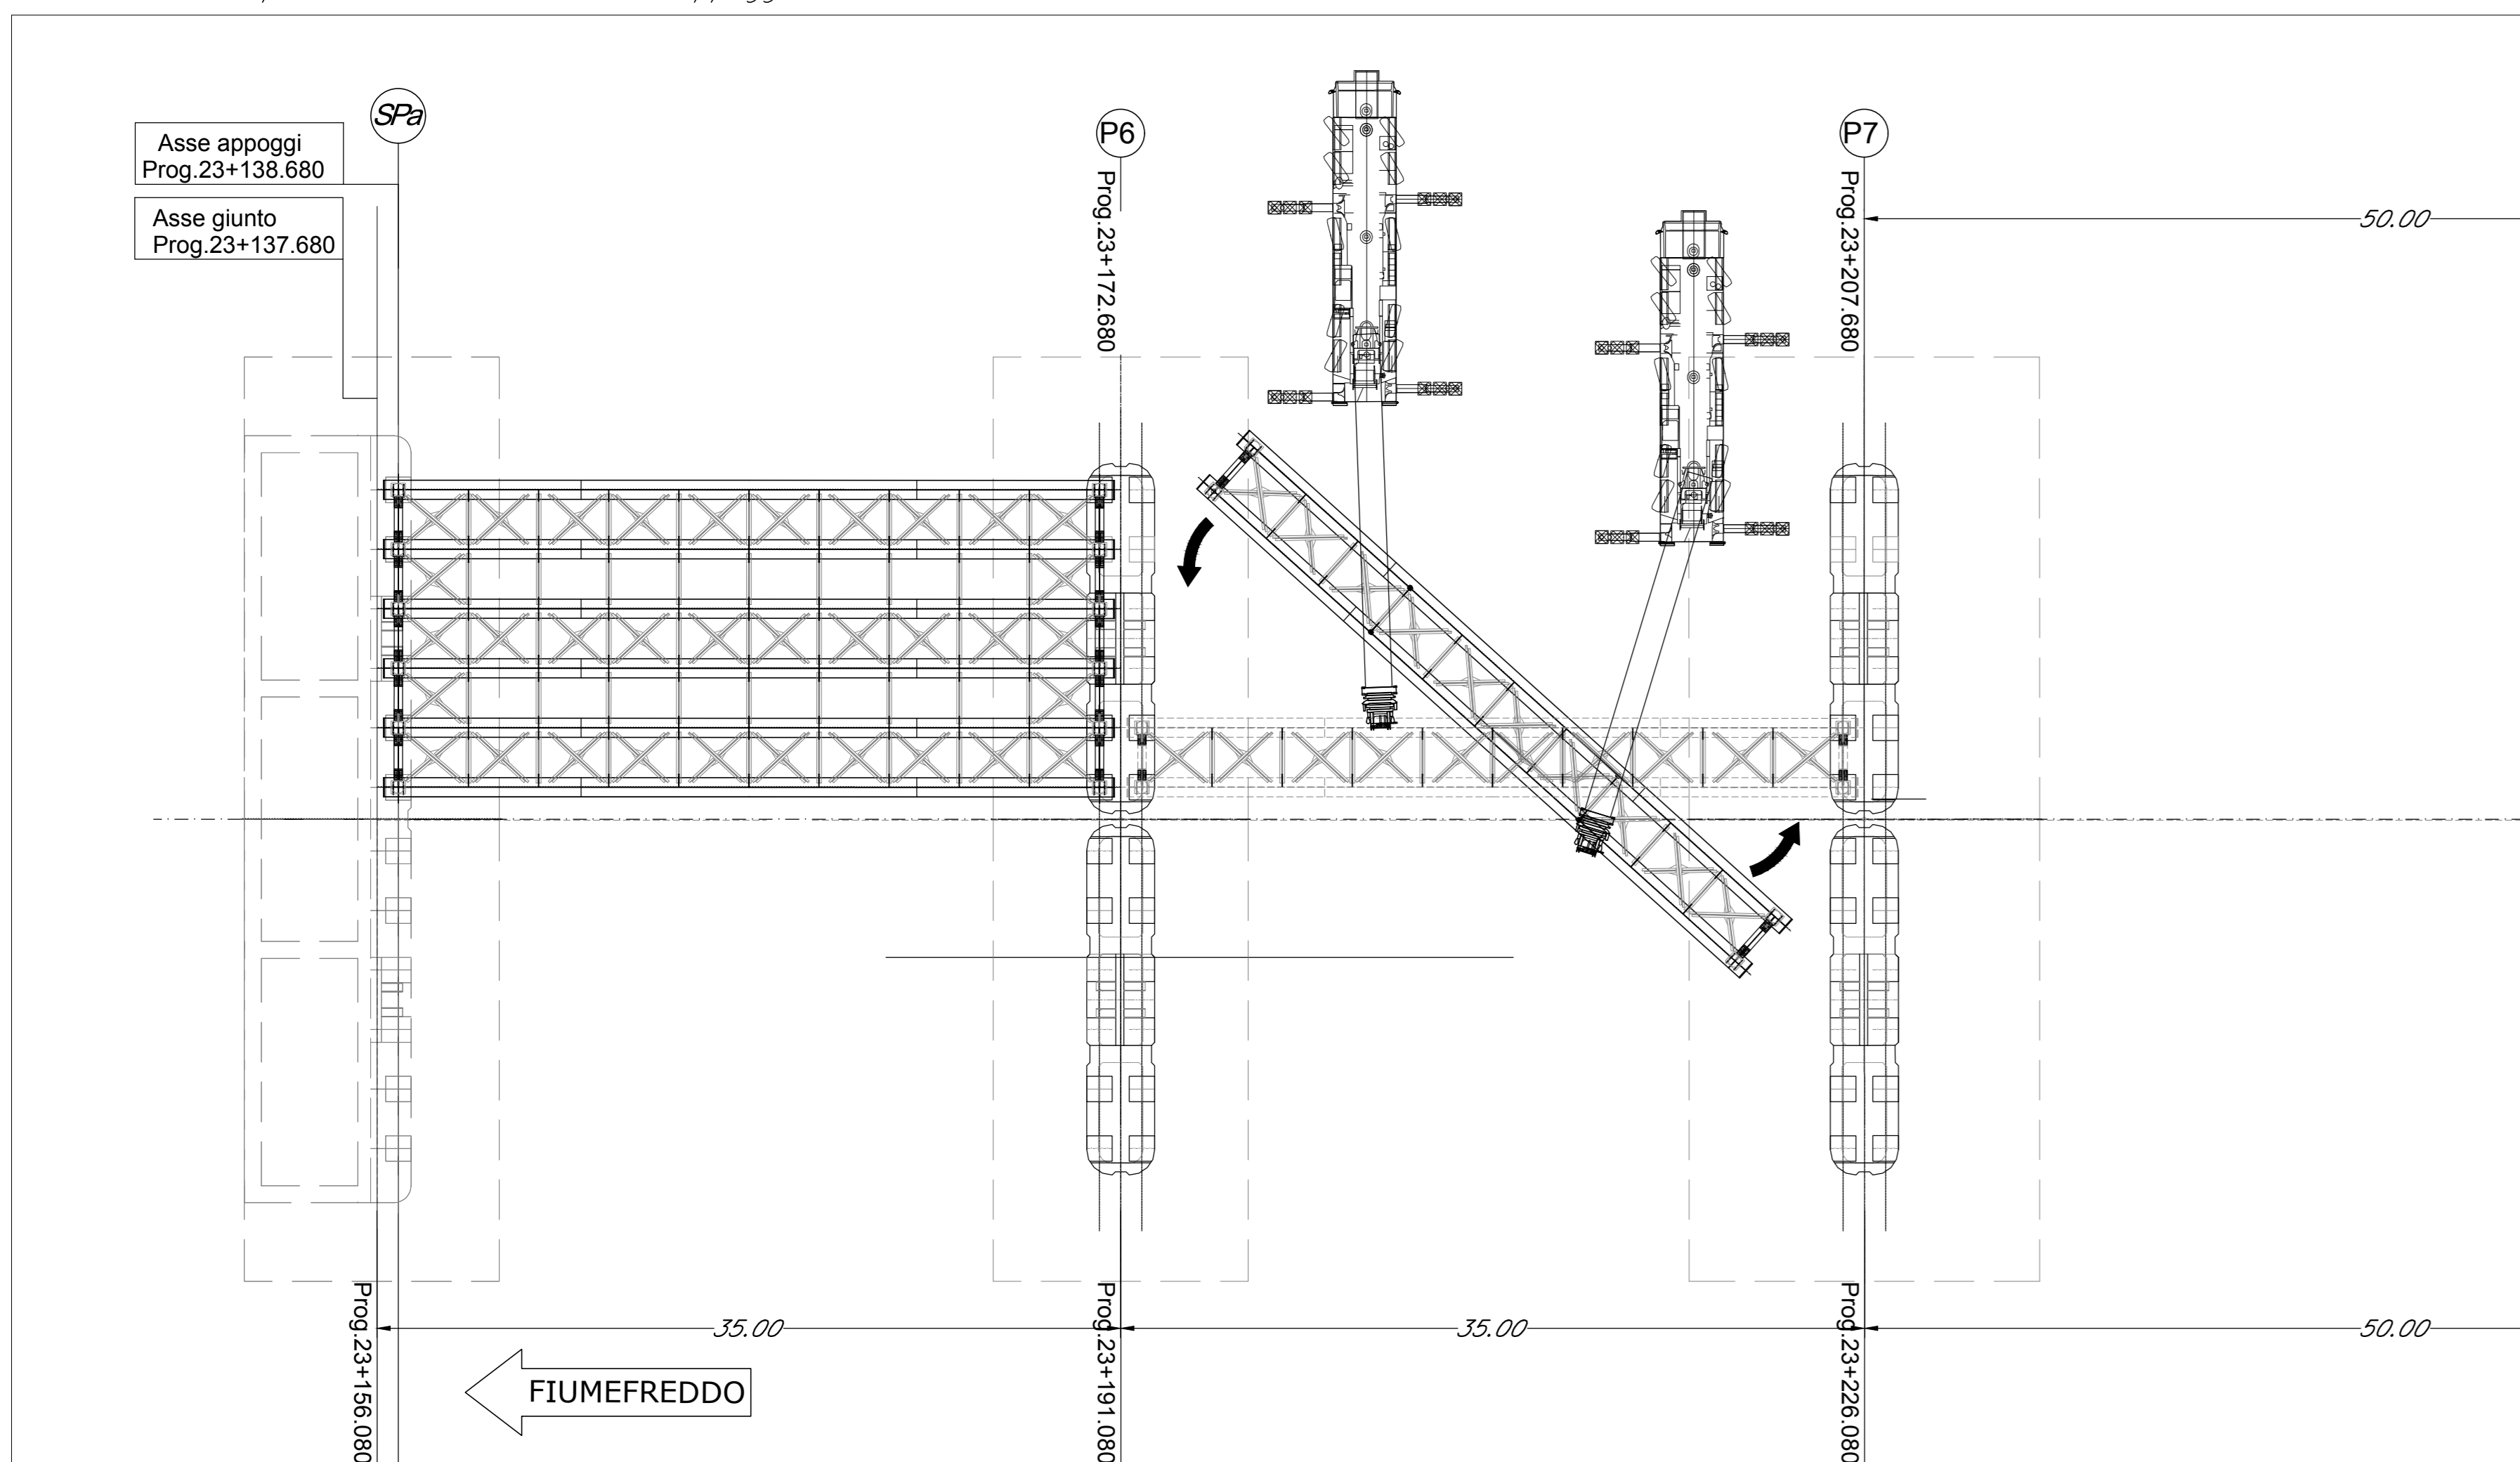 SPa
P6
P7
Asse appoggi
Prog.23+138.680
Asse giunto
Prog.23+137.680
Prog.23+172.680
Prog.23+207.680
50.00
35.00
35.00
50.00
Prog.23+156.080
Prog.23+191.080
Prog.23+226.080
FIUMEFREDDO